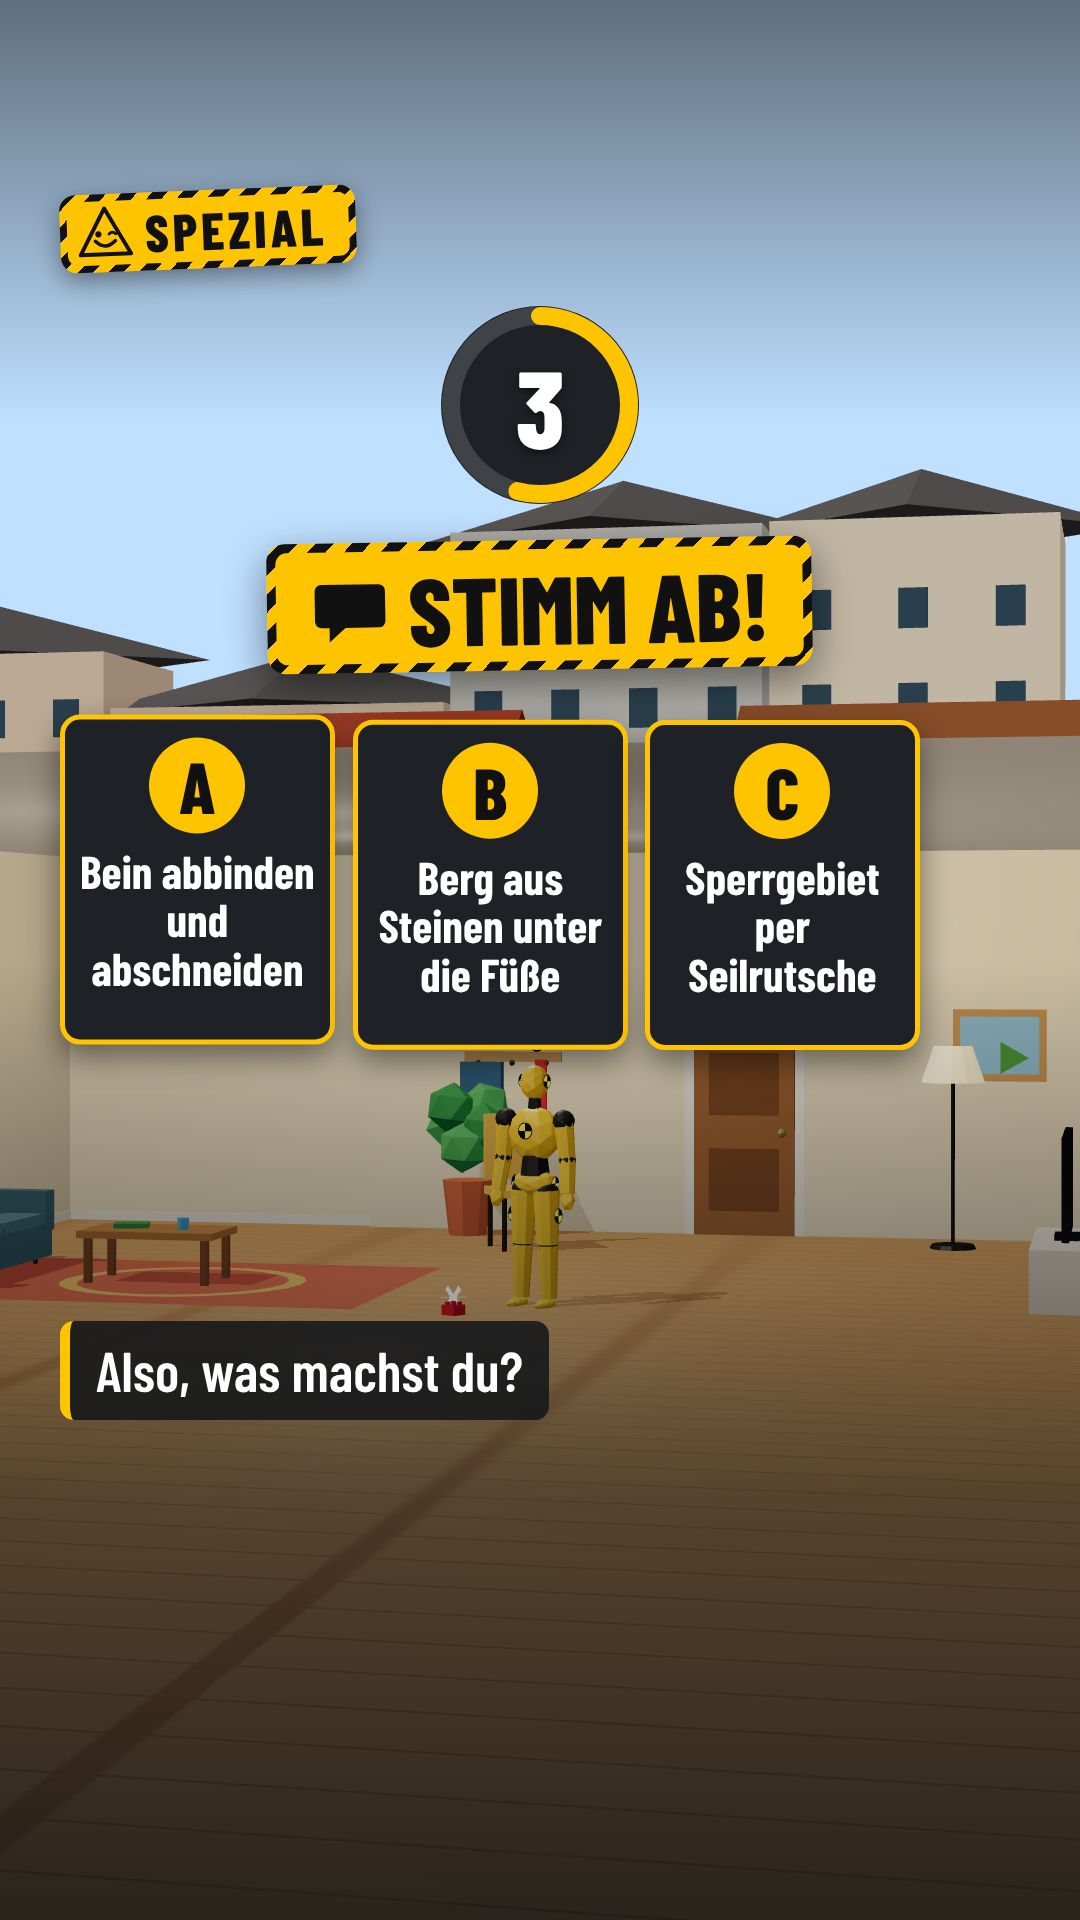 SPEZIAL
3
STIMM AB!
A
Bein abbinden
und
abschneiden
B
Berg aus
Steinen unter
die Füße
C
Sperrgebiet
per
Seilrutsche
Also, was machst du?